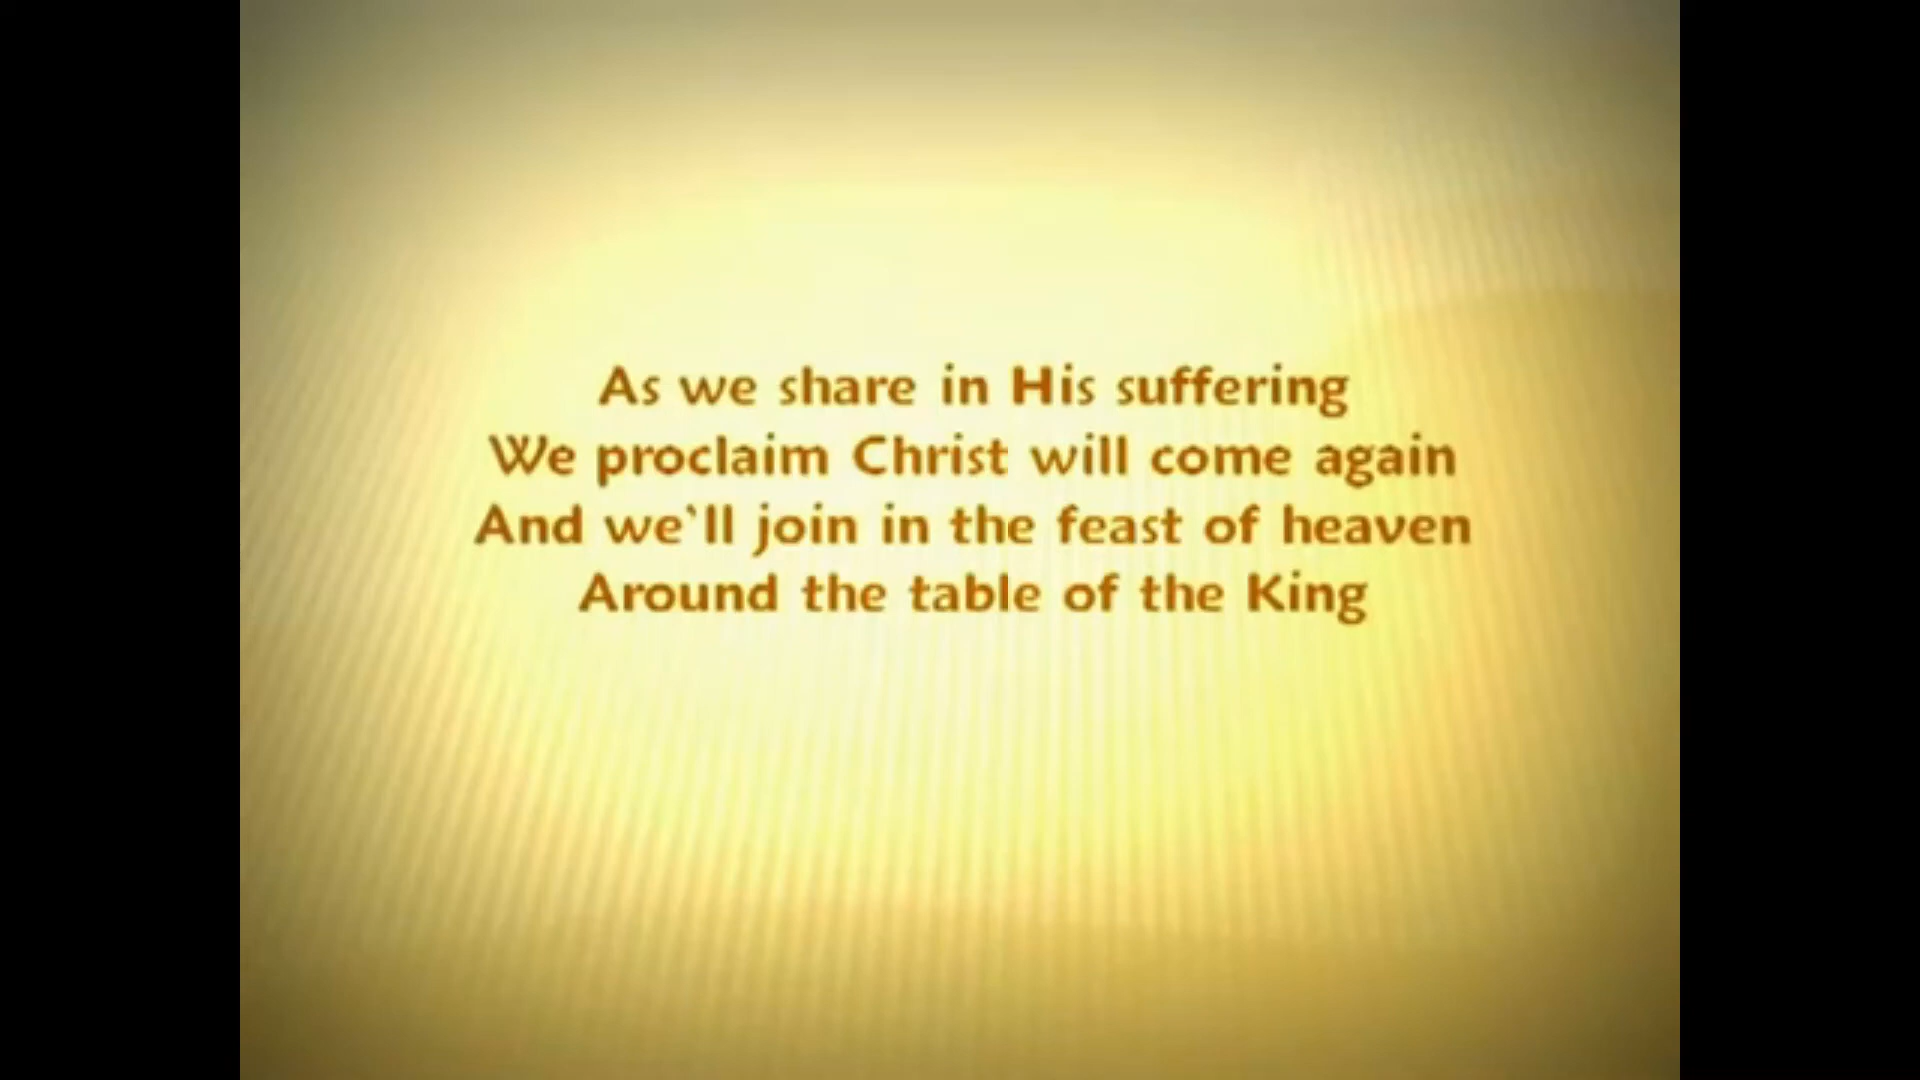 As we share in His suffering
We proclaim Christ will come again
And we`ll join in the feast of heaven
Around the table of the King